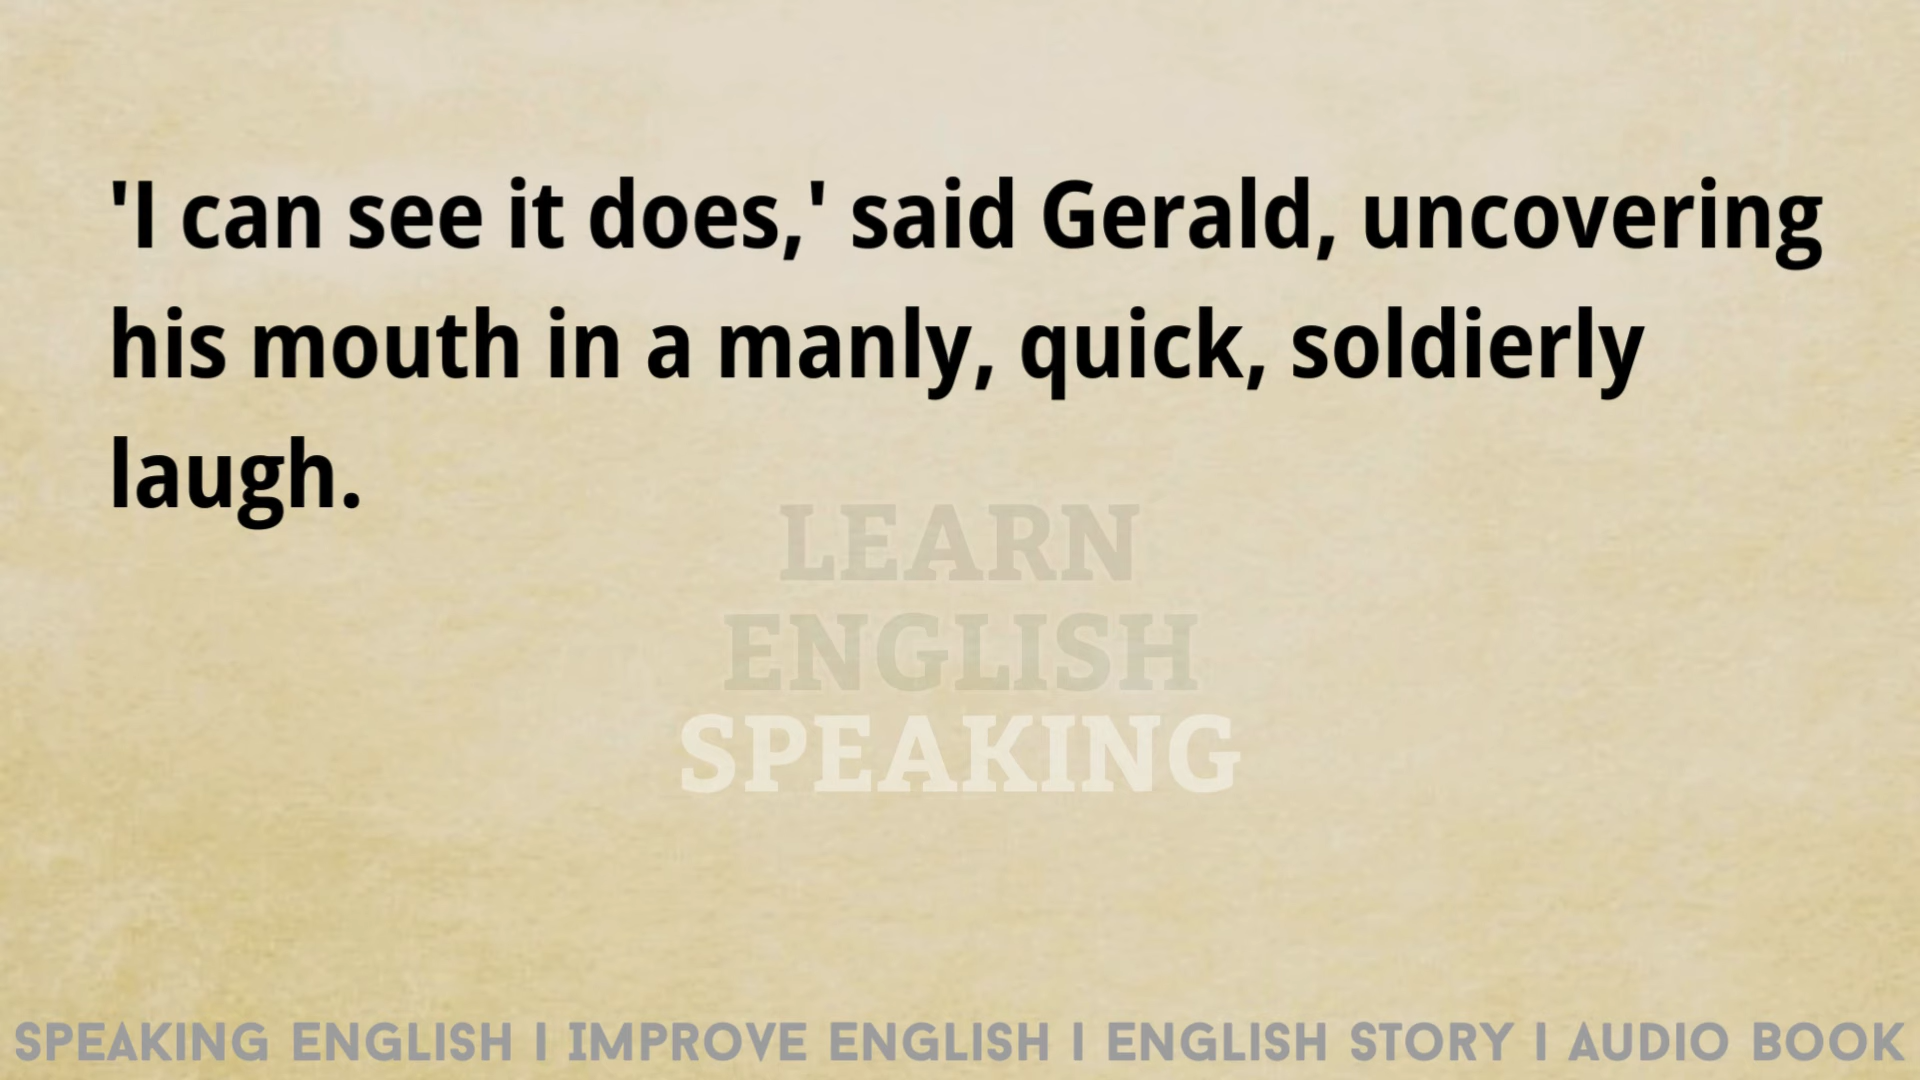 'I can see it does,' said Gerald, uncovering
his mouth in a manly, quick, soldierly
laugh.
LEARN
ENGLISH
SPEAKING
SPEAKING ENGLISH I IMPROVE ENGLISH I ENGLISH STORY I AUDIO BOOK